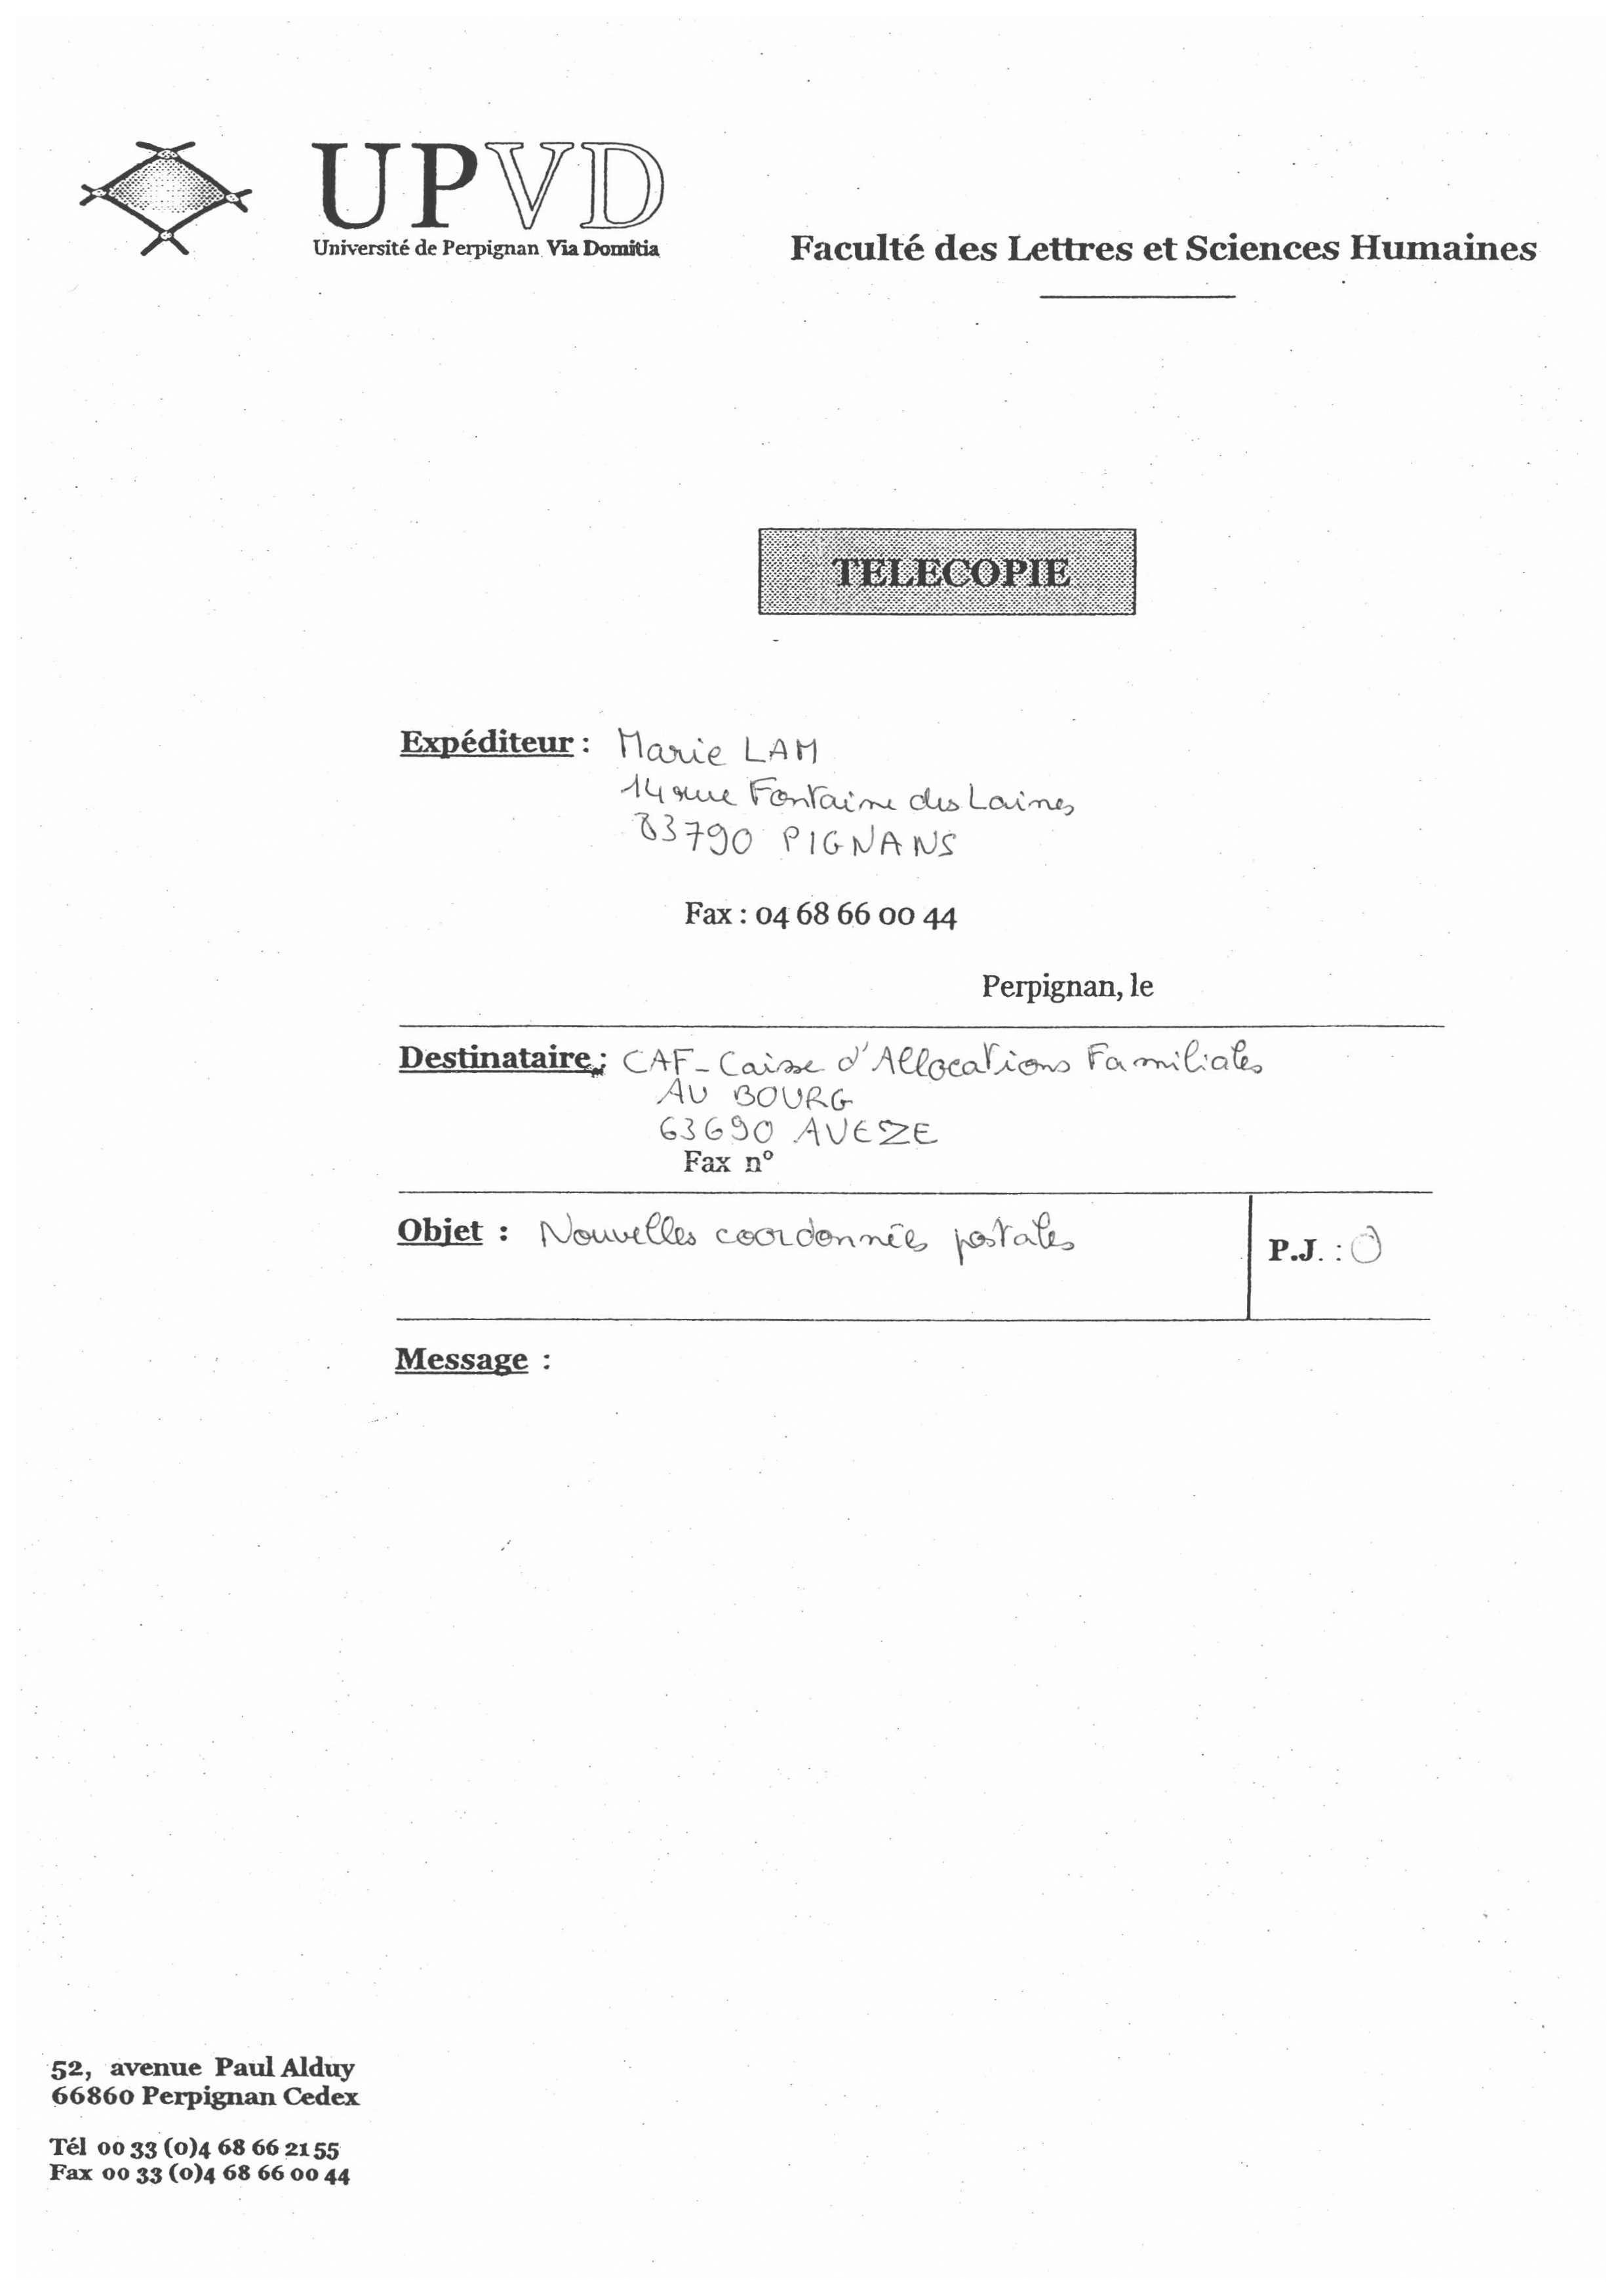 UPVD
Université de Perpignan Via Domitia
Faculté des Lettres et Sciences Humaines
TELECOPIE
Expéditeur : Marie LAM
14 rue Fontaine des Laines
83790 PIGNANS
Fax : 04 68 66 00 44
Perpignan, le
Destinataire : CAF - Caisse d'Allocations Familiales
AU BOURG
63690 AVEZE
Fax n°
Objet : Nouvelles coordonnées postales
P.J. : 0
Message :
52, avenue Paul Alduy
66860 Perpignan Cedex
Tél 00 33 (0)4 68 66 21 55
Fax 00 33 (0)4 68 66 00 44